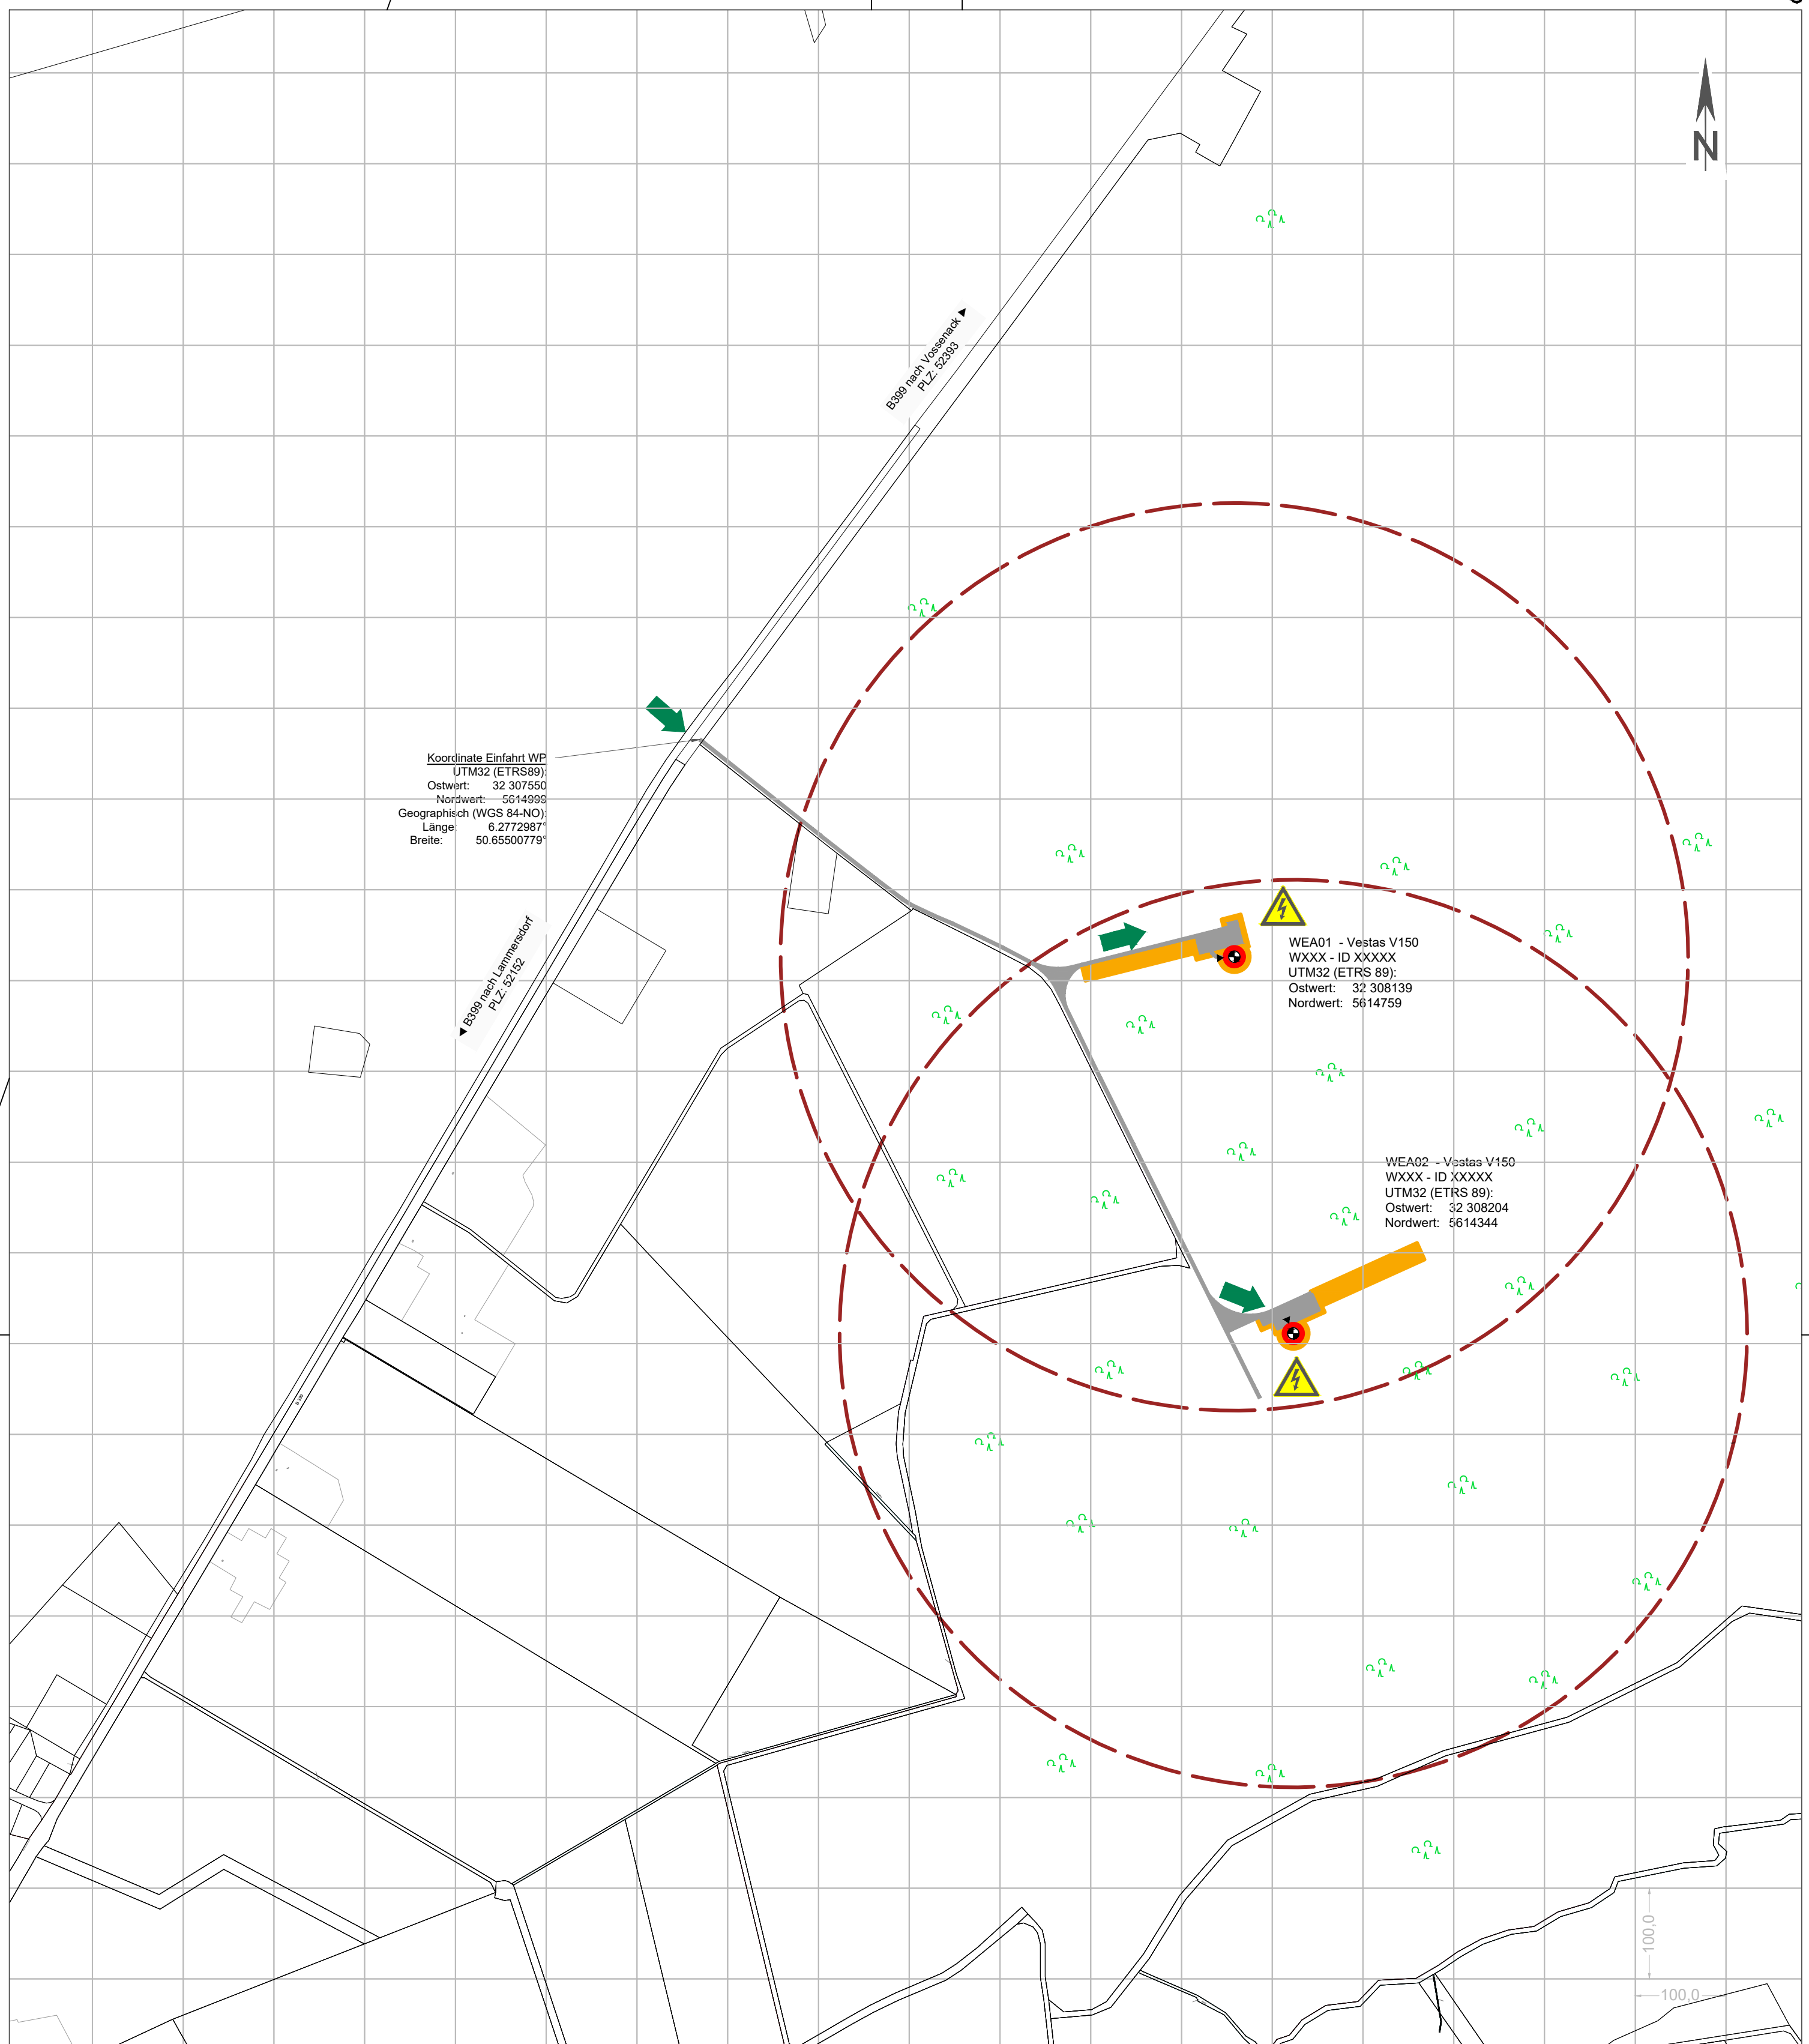 N
B399 nach Vossenack
PLZ: 52393
Koordinate Einfahrt WP
UTM32 (ETRS89):
Ostwert: 32 307550
Nordwert: 5614999
Geographisch (WGS 84-NO):
Länge: 6.2772987°
Breite: 50.65500779°
B399 nach Lammersdorf
PLZ: 52152
WEA01 - Vestas V150
WXXX - ID XXXXX
UTM32 (ETRS 89):
Ostwert: 32 308139
Nordwert: 5614759
WEA02 - Vestas V150
WXXX - ID XXXXX
UTM32 (ETRS 89):
Ostwert: 32 308204
Nordwert: 5614344
100,0
100,0